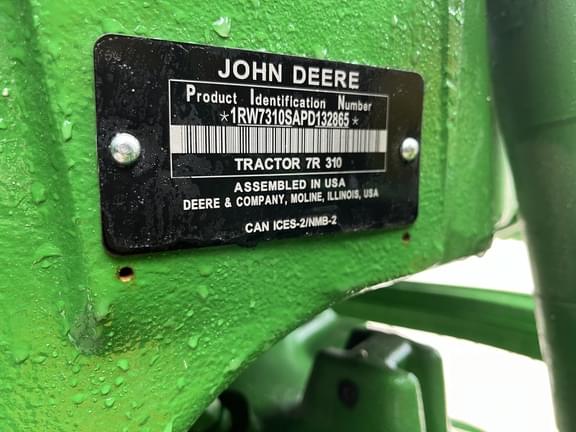 JOHN DEERE
Product Identification Number
*1RW7310SAPD132865*
TRACTOR 7R 310
ASSEMBLED IN USA
DEERE & COMPANY, MOLINE, ILLINOIS, USA
CAN ICES-2/NMB-2